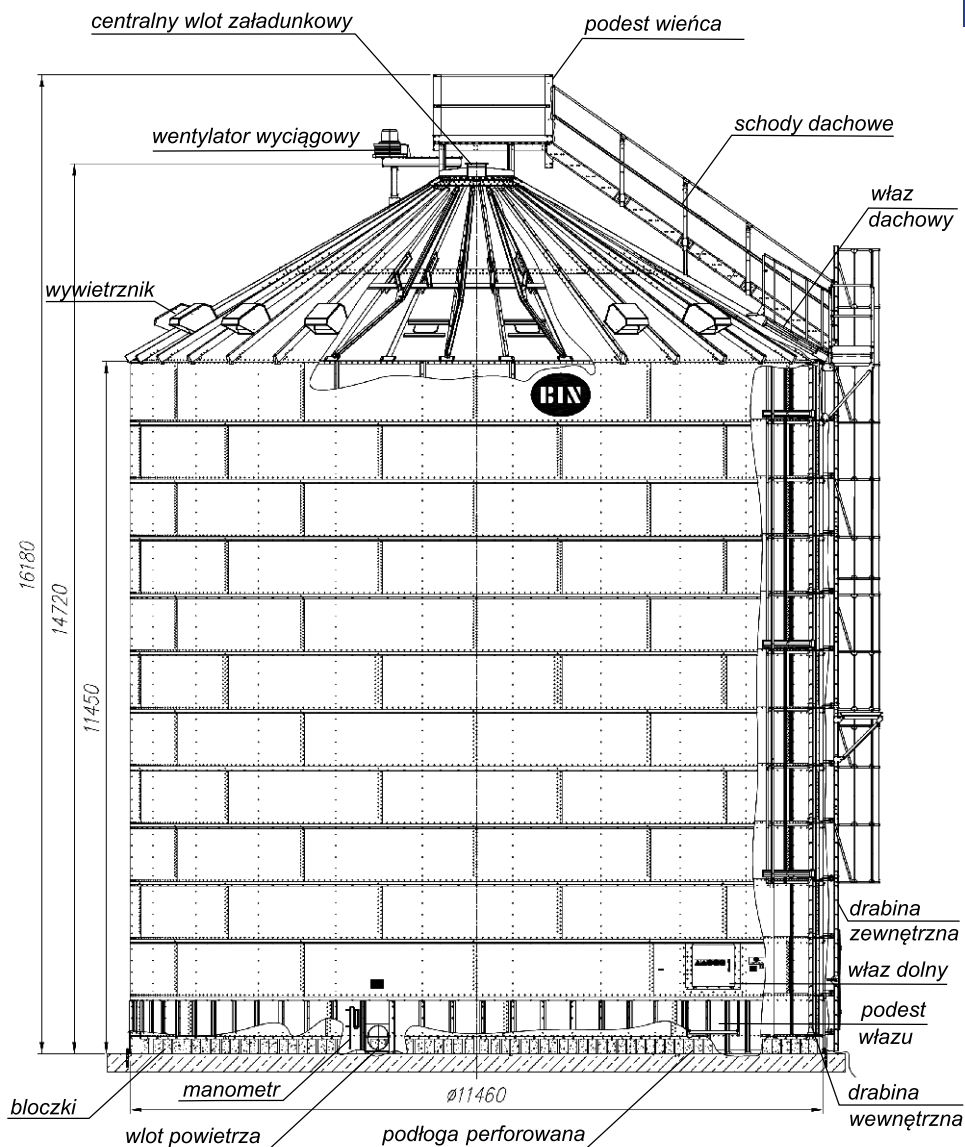 centralny wlot załadunkowy
podest wieńca
wentylator wyciągowy
schody dachowe
właz
dachowy
wywietrznik
BIN
16180
14720
11450
drabina
zewnętrzna
właz dolny
podest
włazu
manometr
ø11460
drabina
wewnętrzna
bloczki
wlot powietrza
podłoga perforowana